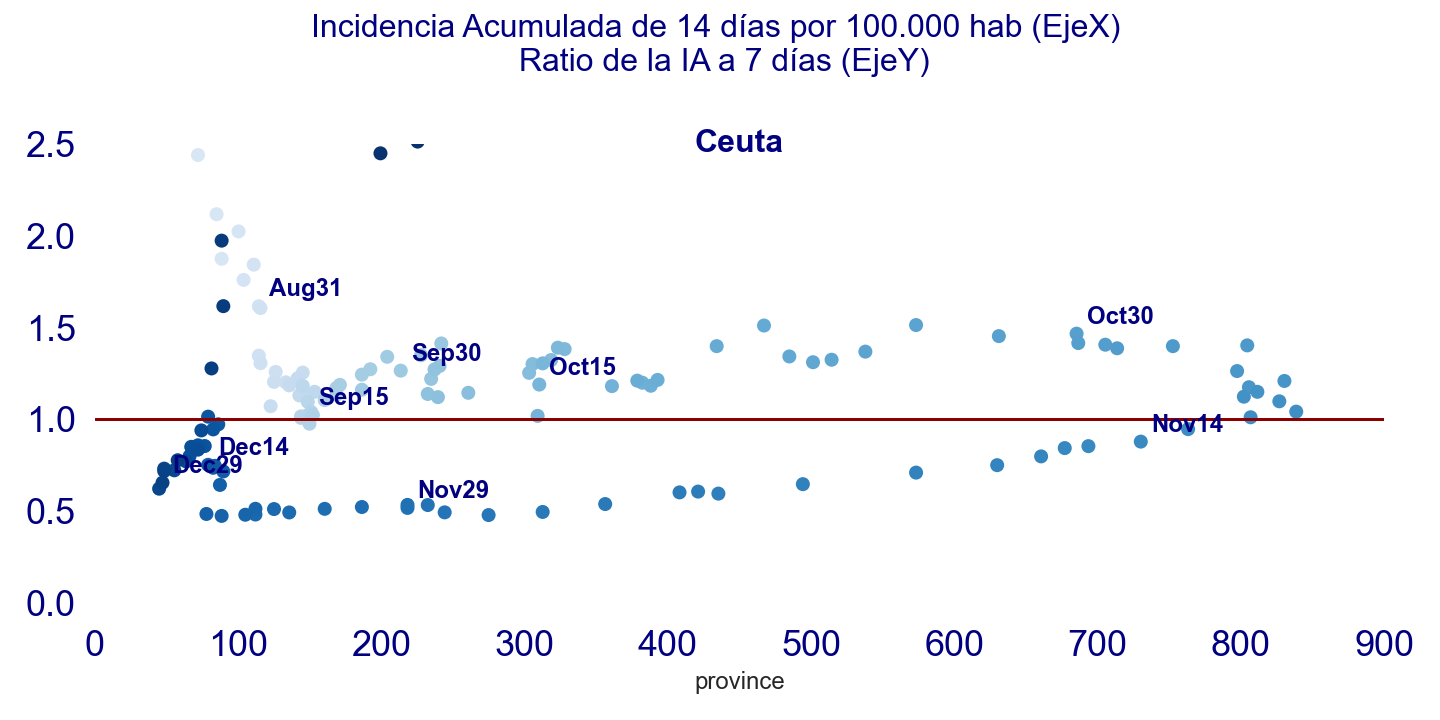 Incidencia Acumulada de 14 días por 100.000 hab (EjeX)
Ratio de la IA a 7 días (EjeY)
Ceuta
2.5
2.0
1.5
1.0
0.5
0.0
Aug31
Sep30
Sep15
Oct15
Oct30
Nov14
Dec14
Dec29
Nov29
0 100 200 300 400 500 600 700 800 900
province